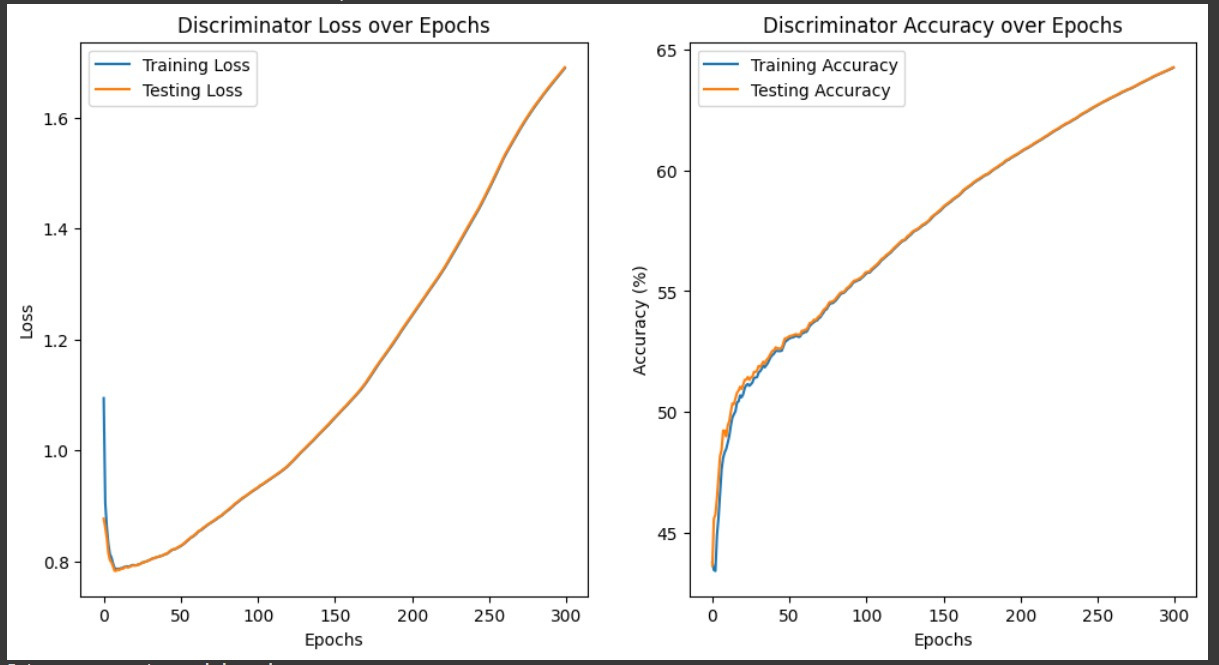 Discriminator Loss over Epochs
Training Loss
Testing Loss
1.6
1.4
1.2
1.0
0.8
Loss
0 50 100 150 200 250 300
Epochs
Discriminator Accuracy over Epochs
Training Accuracy
Testing Accuracy
65
60
55
50
45
Accuracy (%)
0 50 100 150 200 250 300
Epochs